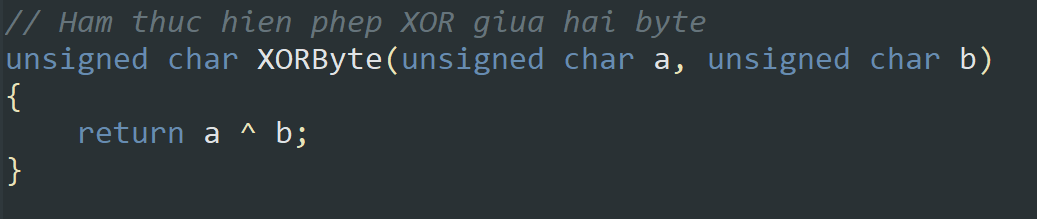 // Ham thuc hien phep XOR giua hai byte
unsigned char XORByte(unsigned char a, unsigned char b)
{
    return a ^ b;
}